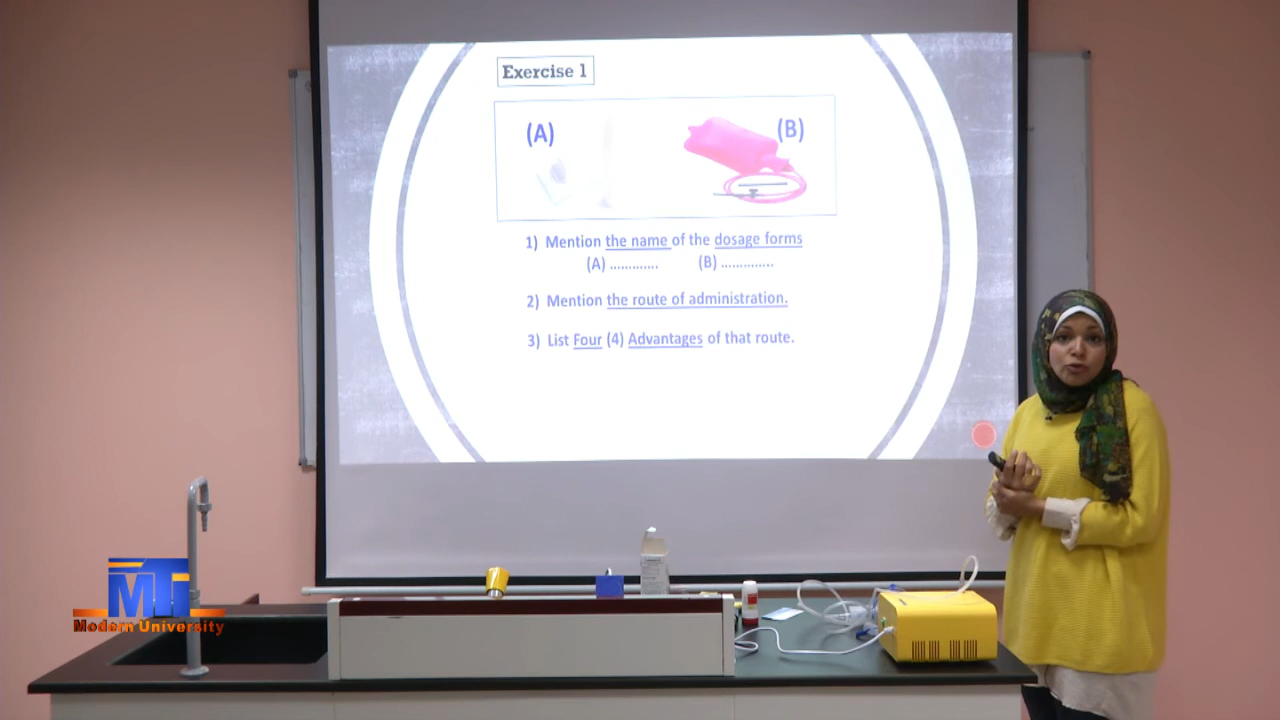 Exercise 1
(A) (B)
1) Mention the name of the dosage forms
(A) ............. (B) ..............
2) Mention the route of administration.
3) List Four (4) Advantages of that route.
MTI
Modern University